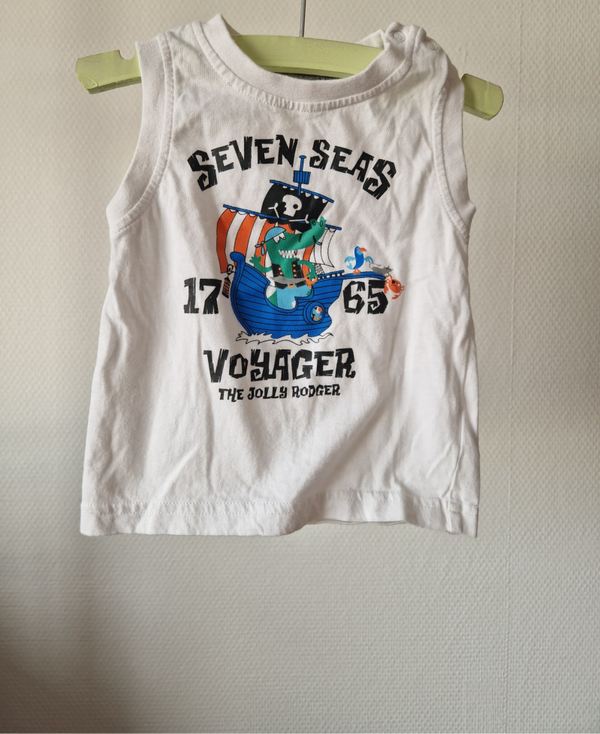 SEVEN SEAS
17 65
VOYAGER
THE JOLLY RODGER